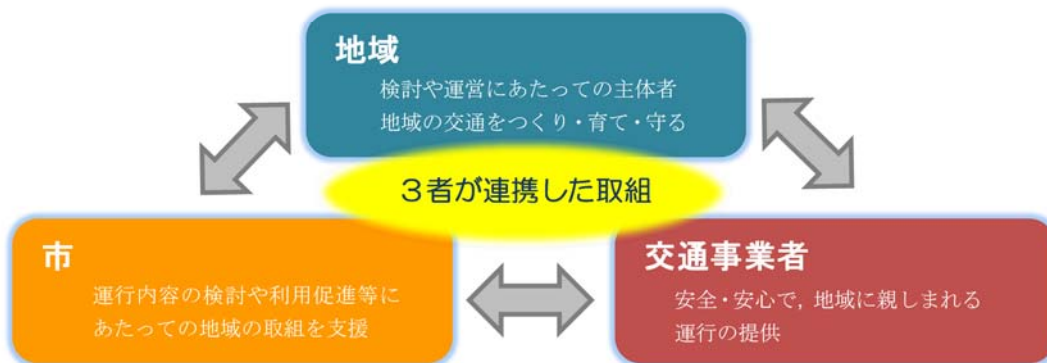 地域
検討や運営にあたっての主体者
地域の交通をつくり・育て・守る
３者が連携した取組
市
運行内容の検討や利用促進等に
あたっての地域の取組を支援
交通事業者
安全・安心で，地域に親しまれる
運行の提供